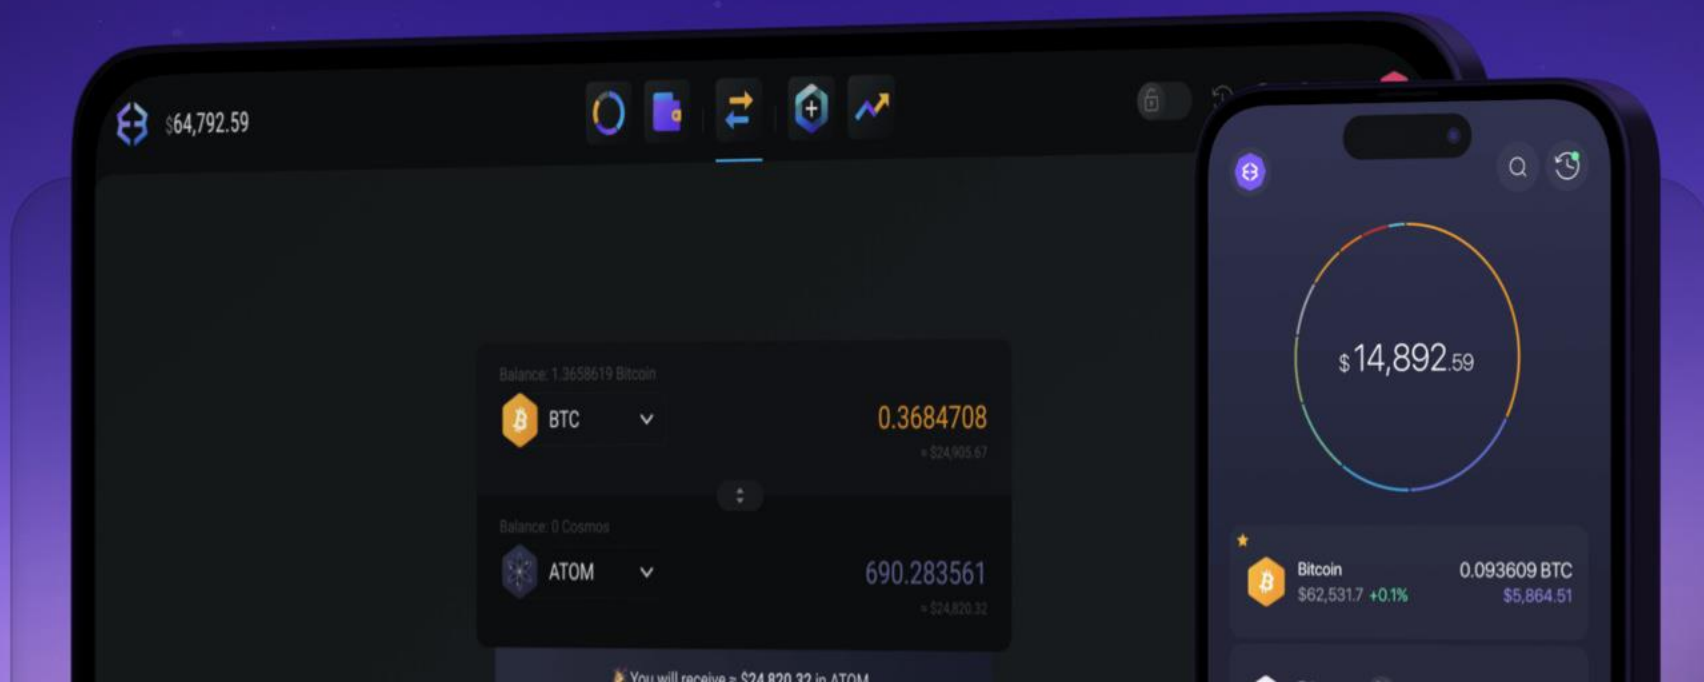 $64,792.59
Balance: 1.3658619 Bitcoin
BTC
0.3684708
≈ $24,905.67
Balance: 0 Cosmos
ATOM
690.283561
≈ $24,820.32
You will receive ≈ $24,820.32 in ATOM
$14,892.59
Bitcoin
0.093609 BTC
$62,531.7 +0.1%
$5,864.51